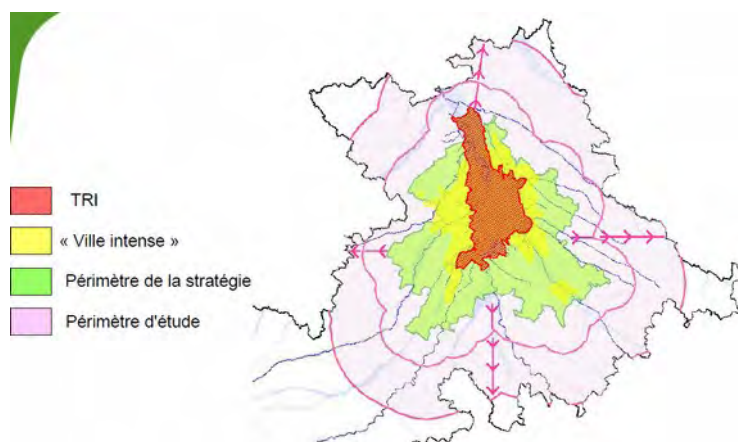 TRI
« Ville intense »
Périmètre de la stratégie
Périmètre d'étude